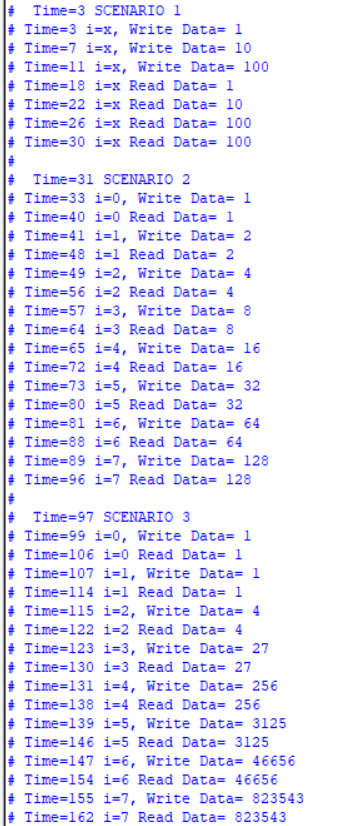 #  Time=3 SCENARIO 1
# Time=3 i=x, Write Data= 1
# Time=7 i=x, Write Data= 10
# Time=11 i=x, Write Data= 100
# Time=18 i=x Read Data= 1
# Time=22 i=x Read Data= 10
# Time=26 i=x Read Data= 100
# Time=30 i=x Read Data= 100
#
#  Time=31 SCENARIO 2
# Time=33 i=0, Write Data= 1
# Time=40 i=0 Read Data= 1
# Time=41 i=1, Write Data= 2
# Time=48 i=1 Read Data= 2
# Time=49 i=2, Write Data= 4
# Time=56 i=2 Read Data= 4
# Time=57 i=3, Write Data= 8
# Time=64 i=3 Read Data= 8
# Time=65 i=4, Write Data= 16
# Time=72 i=4 Read Data= 16
# Time=73 i=5, Write Data= 32
# Time=80 i=5 Read Data= 32
# Time=81 i=6, Write Data= 64
# Time=88 i=6 Read Data= 64
# Time=89 i=7, Write Data= 128
# Time=96 i=7 Read Data= 128
#
#  Time=97 SCENARIO 3
# Time=99 i=0, Write Data= 1
# Time=106 i=0 Read Data= 1
# Time=107 i=1, Write Data= 1
# Time=114 i=1 Read Data= 1
# Time=115 i=2, Write Data= 4
# Time=122 i=2 Read Data= 4
# Time=123 i=3, Write Data= 27
# Time=130 i=3 Read Data= 27
# Time=131 i=4, Write Data= 256
# Time=138 i=4 Read Data= 256
# Time=139 i=5, Write Data= 3125
# Time=146 i=5 Read Data= 3125
# Time=147 i=6, Write Data= 46656
# Time=154 i=6 Read Data= 46656
# Time=155 i=7, Write Data= 823543
# Time=162 i=7 Read Data= 823543